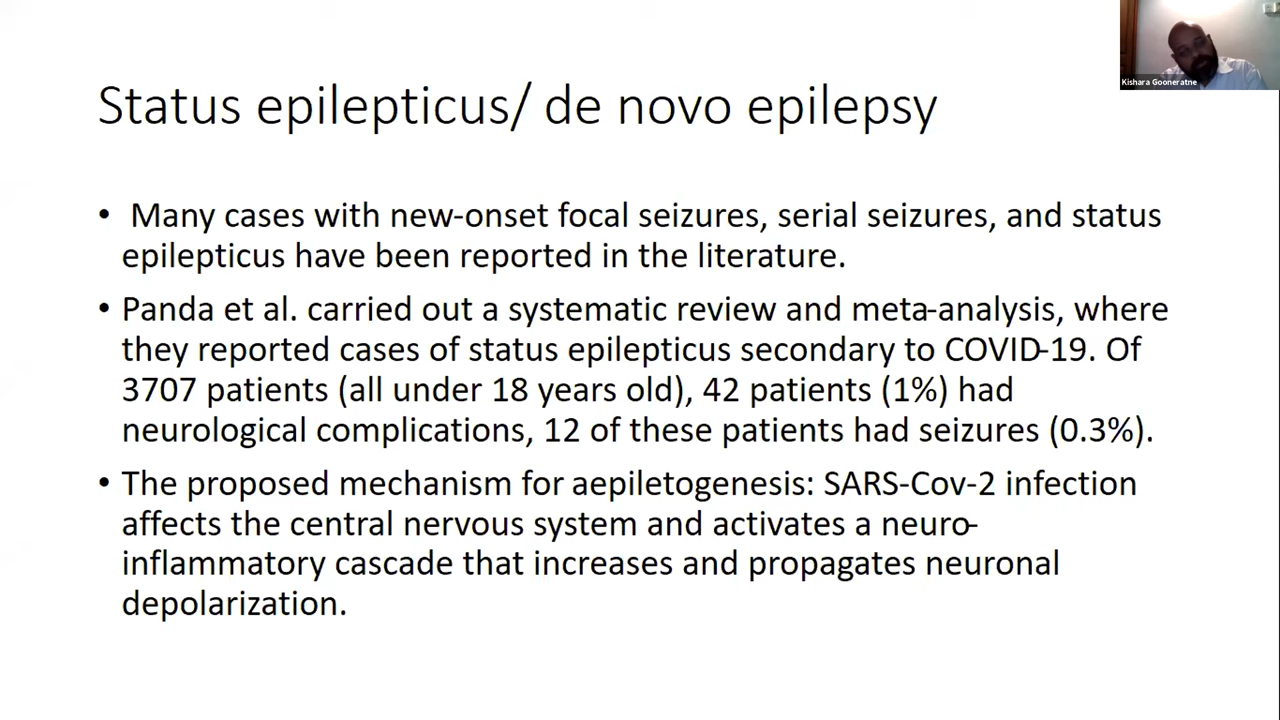 Kishara Gooneratne
Status epilepticus/ de novo epilepsy
• Many cases with new-onset focal seizures, serial seizures, and status
epilepticus have been reported in the literature.
• Panda et al. carried out a systematic review and meta-analysis, where
they reported cases of status epilepticus secondary to COVID-19. Of
3707 patients (all under 18 years old), 42 patients (1%) had
neurological complications, 12 of these patients had seizures (0.3%).
• The proposed mechanism for aepiletogenesis: SARS-Cov-2 infection
affects the central nervous system and activates a neuro-
inflammatory cascade that increases and propagates neuronal
depolarization.